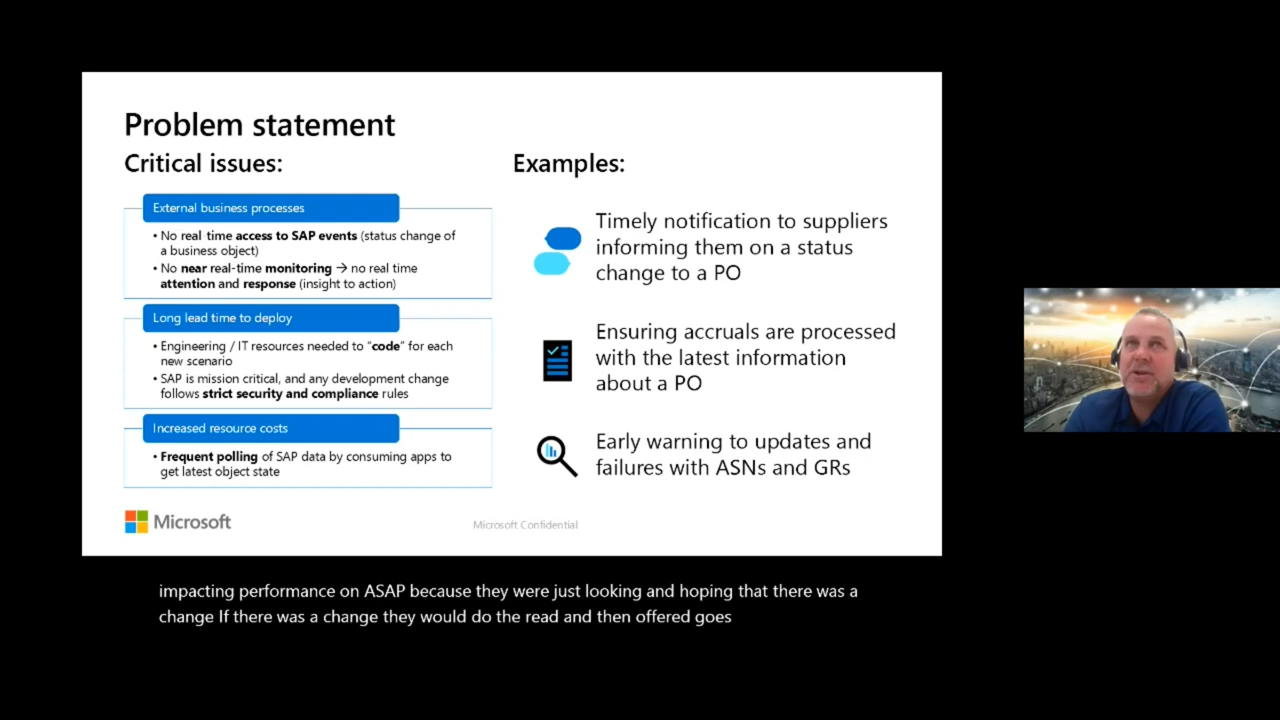 Problem statement
Critical issues:
External business processes
• No real time access to SAP events (status change of
a business object)
• No near real-time monitoring → no real time
attention and response (insight to action)
Long lead time to deploy
• Engineering / IT resources needed to “code” for each
new scenario
• SAP is mission critical, and any development change
follows strict security and compliance rules
Increased resource costs
• Frequent polling of SAP data by consuming apps to
get latest object state
Examples:
Timely notification to suppliers
informing them on a status
change to a PO
Ensuring accruals are processed
with the latest information
about a PO
Early warning to updates and
failures with ASNs and GRs
Microsoft
Microsoft Confidential
impacting performance on ASAP because they were just looking and hoping that there was a
change If there was a change they would do the read and then offered goes